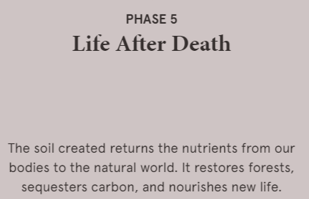 PHASE 5
Life After Death
The soil created returns the nutrients from our
bodies to the natural world. It restores forests,
sequesters carbon, and nourishes new life.